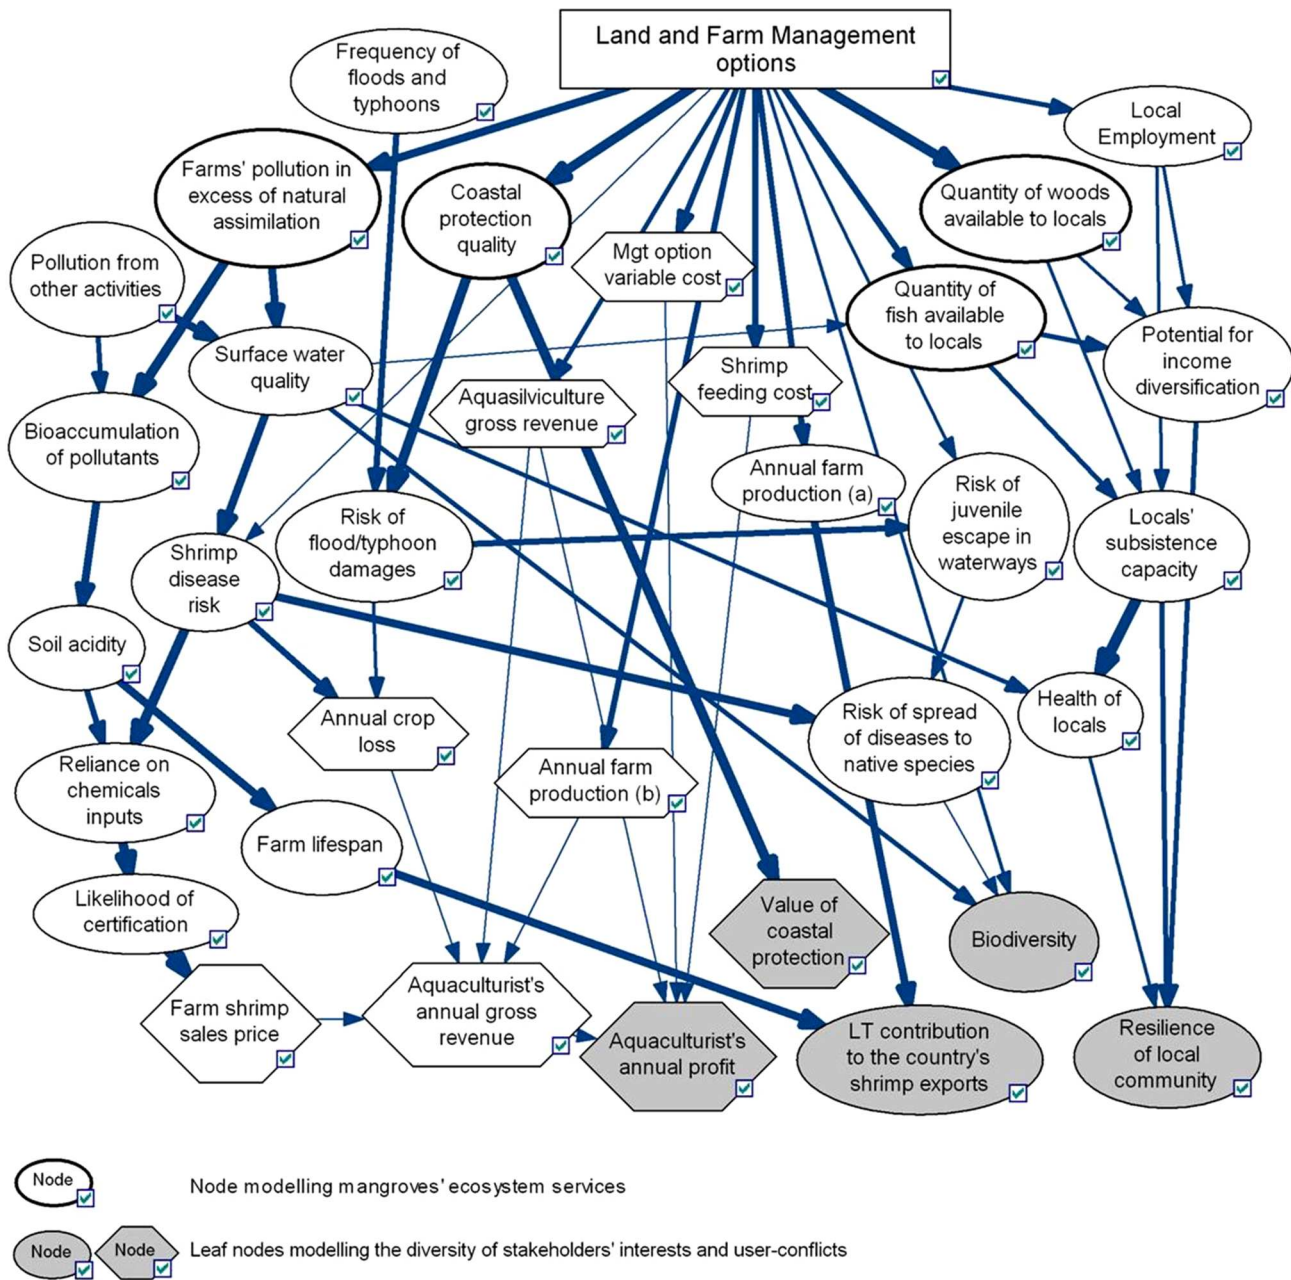 Land and Farm Management
options
Frequency of
floods and
typhoons
Local
Employment
Farms' pollution in
excess of natural
assimilation
Coastal
protection
quality
Quantity of woods
available to locals
Mgt option
variable cost
Pollution from
other activities
Quantity of
fish available
to locals
Surface water
quality
Potential for
income
diversification
Shrimp
feeding cost
Aquasilviculture
gross revenue
Bioaccumulation
of pollutants
Annual farm
production (a)
Risk of
juvenile
escape in
waterways
Risk of
flood/typhoon
damages
Locals'
subsistence
capacity
Shrimp
disease
risk
Soil acidity
Annual crop
loss
Risk of spread
of diseases to
native species
Health of
locals
Reliance on
chemicals
inputs
Annual farm
production (b)
Farm lifespan
Likelihood of
certification
Value of
coastal
protection
Biodiversity
Farm shrimp
sales price
Aquaculturist's
annual gross
revenue
Aquaculturist's
annual profit
LT contribution
to the country's
shrimp exports
Resilience
of local
community
Node
Node modelling mangroves' ecosystem services
Node Node
Leaf nodes modelling the diversity of stakeholders' interests and user-conflicts